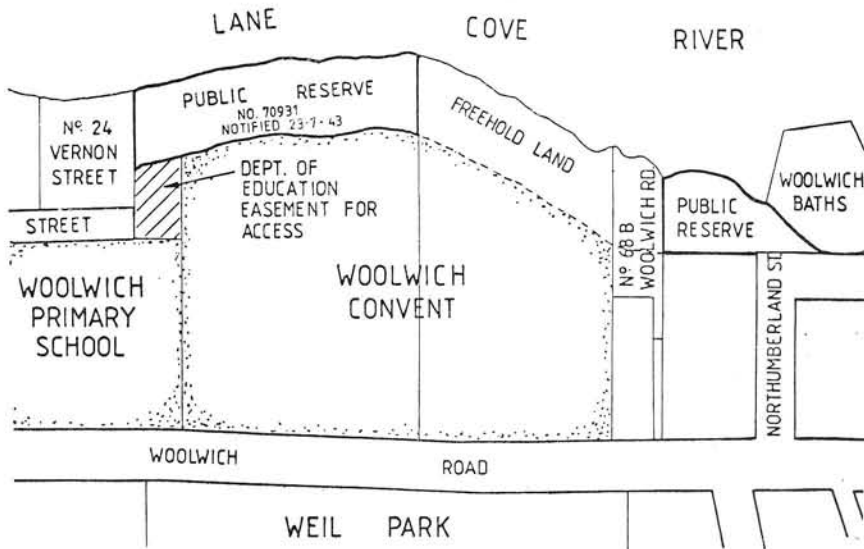 LANE COVE RIVER
PUBLIC RESERVE
NO. 70931
NOTIFIED 23-7-43
FREEHOLD LAND
Nº 24
VERNON
STREET
DEPT. OF
EDUCATION
EASEMENT FOR
ACCESS
STREET
Nº 68B
WOOLWICH RD.
PUBLIC
RESERVE
WOOLWICH
BATHS
WOOLWICH
PRIMARY
SCHOOL
WOOLWICH
CONVENT
NORTHUMBERLAND ST.
WOOLWICH ROAD
WEIL PARK